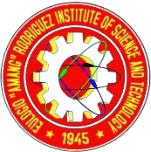 EULOGIO "AMANG" RODRIGUEZ INSTITUTE OF SCIENCE AND TECHNOLOGY
1945